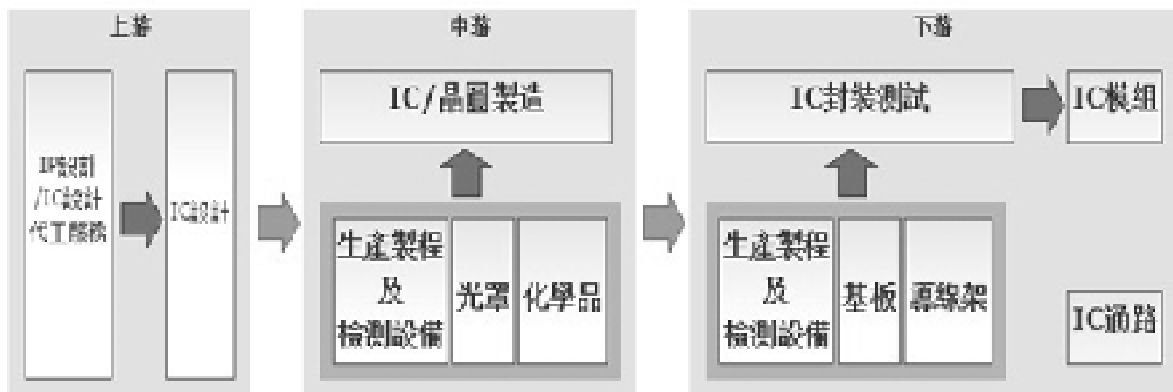 上游
IP設計
/IC設計
代工服務
IC設計
中游
IC/晶圓製造
生產製程
及
檢測設備
光罩
化學品
下游
IC封裝測試
IC模組
生產製程
及
檢測設備
基板
導線架
IC通路